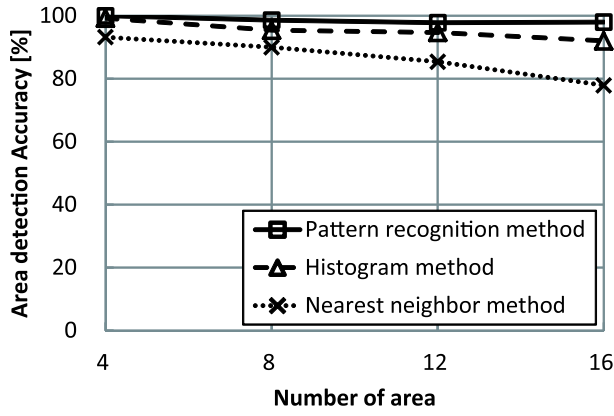 Area detection Accuracy [%]
100
80
60
40
20
0
Pattern recognition method
Histogram method
Nearest neighbor method
4
8
12
16
Number of area